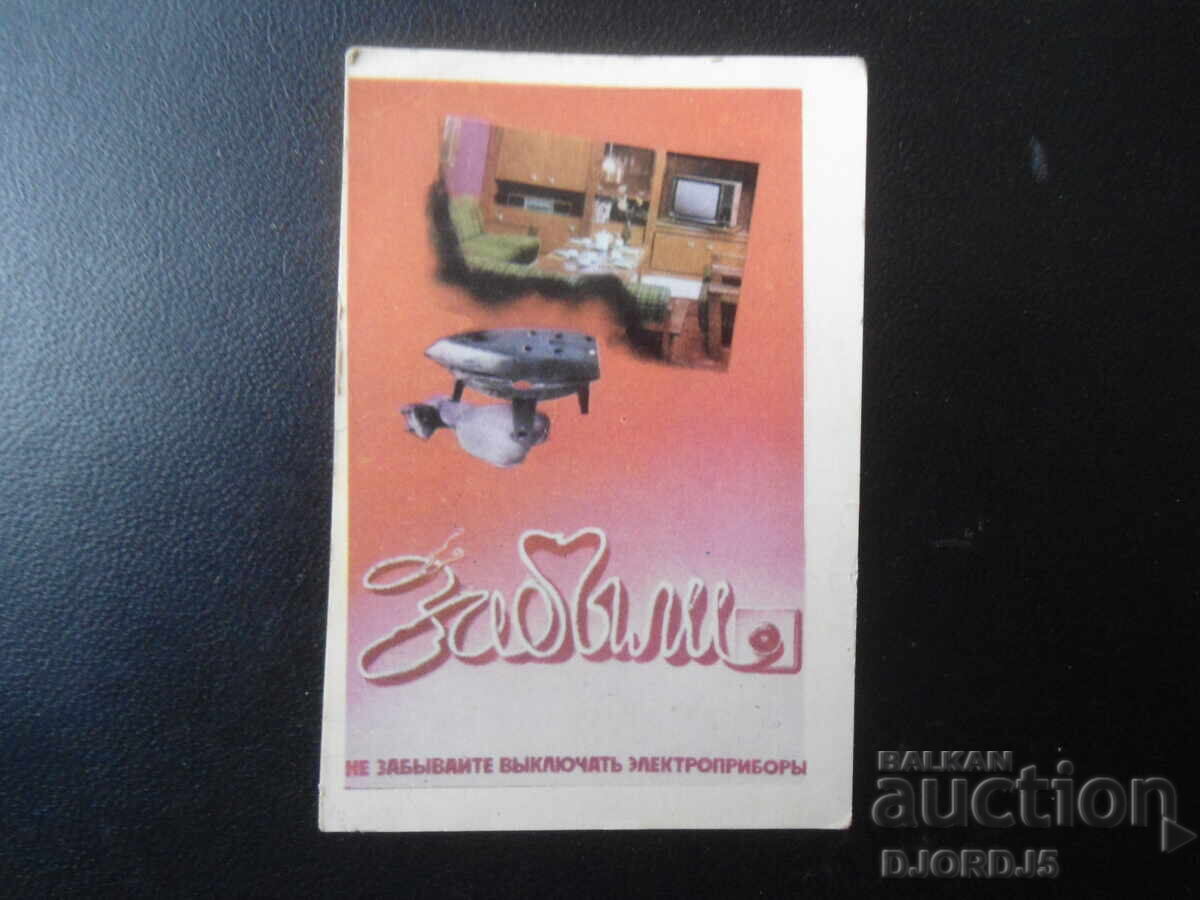 Забыли
НЕ ЗАБЫВАЙТЕ ВЫКЛЮЧАТЬ ЭЛЕКТРОПРИБОРЫ
BALKAN
auction
DJORDJ5